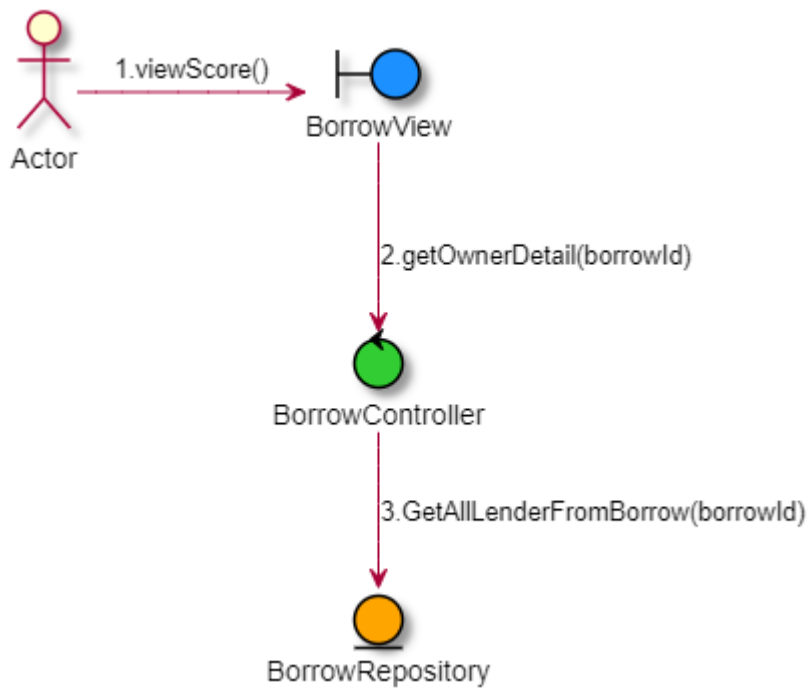 1.viewScore()
Actor
BorrowView
2.getOwnerDetail(borrowId)
BorrowController
3.GetAllLenderFromBorrow(borrowId)
BorrowRepository